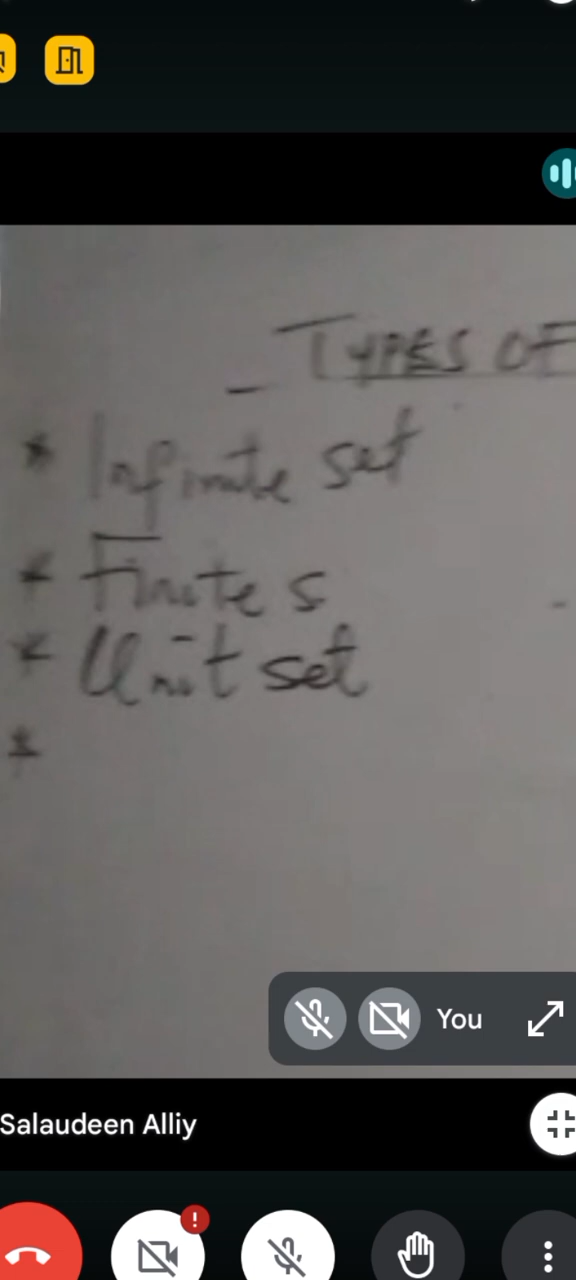 - TYPES OF
* Infinite set
* Finite s
* Unit set
*
You
Salaudeen Alliy
!